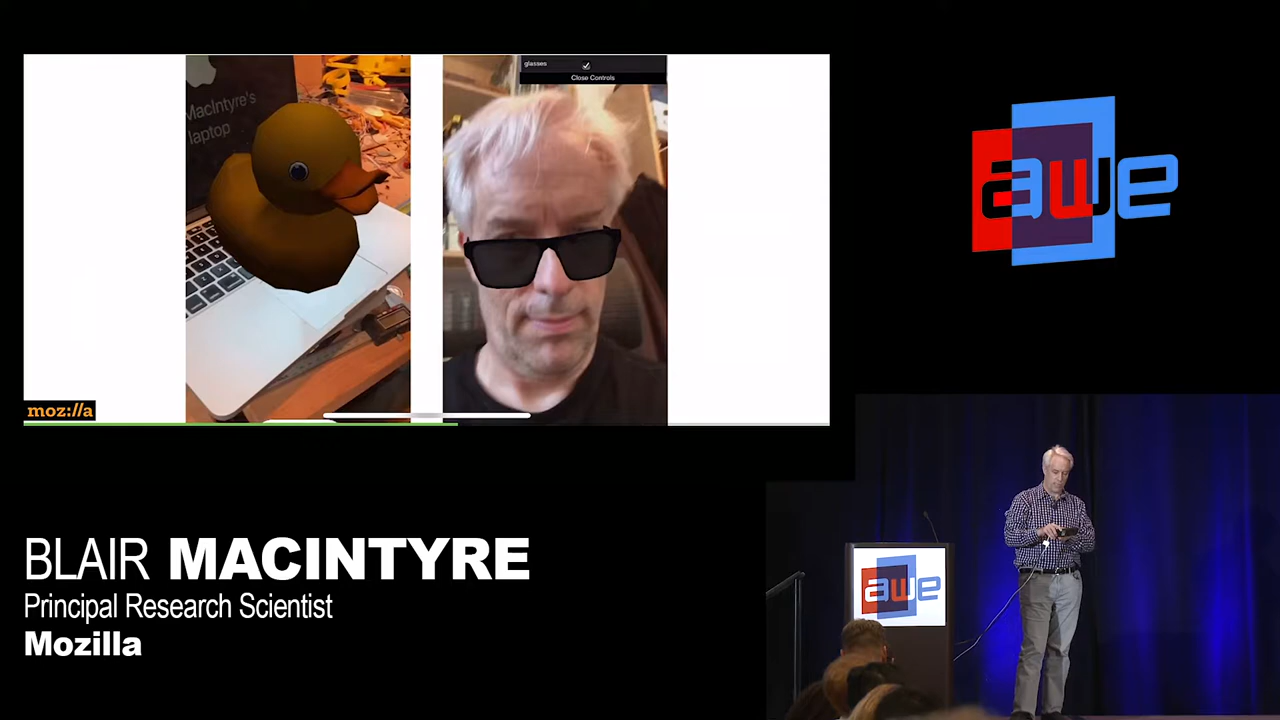 MacIntyre's
laptop
glasses
Close Controls
moz://a
awe
BLAIR MACINTYRE
Principal Research Scientist
Mozilla
awe